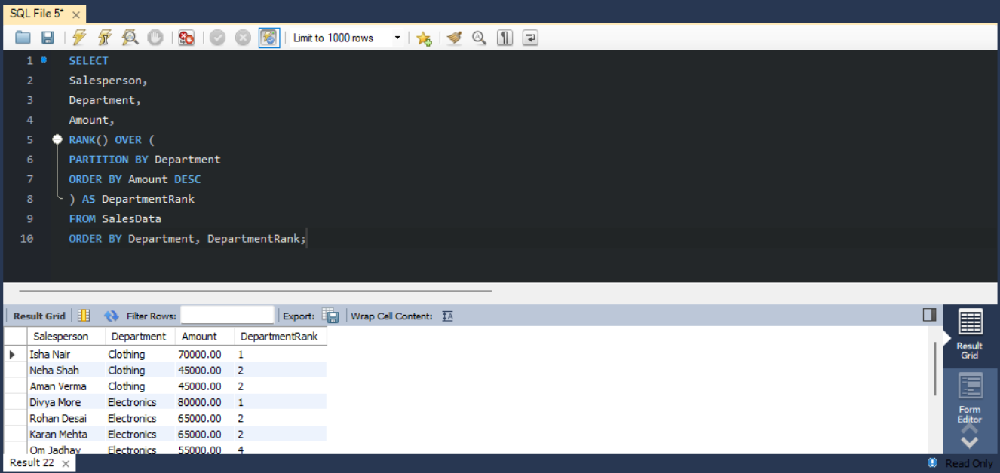 SQL File 5*
Limit to 1000 rows
1 SELECT
2 Salesperson,
3 Department,
4 Amount,
5 RANK() OVER (
6 PARTITION BY Department
7 ORDER BY Amount DESC
8 ) AS DepartmentRank
9 FROM SalesData
10 ORDER BY Department, DepartmentRank;
Result Grid Filter Rows: Export: Wrap Cell Content: IA
Salesperson Department Amount DepartmentRank
Isha Nair Clothing 70000.00 1
Neha Shah Clothing 45000.00 2
Aman Verma Clothing 45000.00 2
Divya More Electronics 80000.00 1
Rohan Desai Electronics 65000.00 2
Karan Mehta Electronics 65000.00 2
Om Jadhav Electronics 55000.00 4
Result
Grid
Form
Editor
Result 22
Read Only